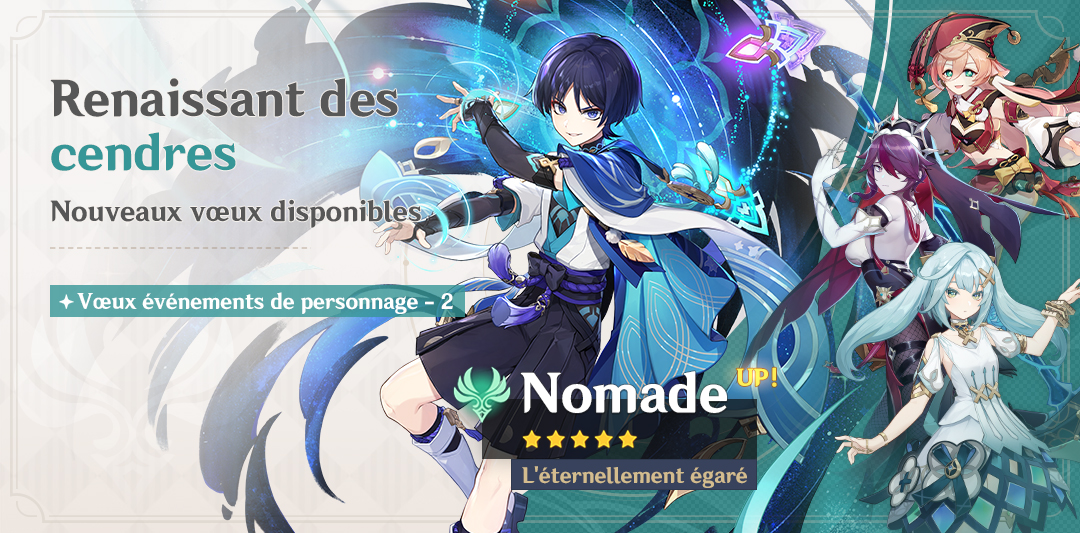 Renaissant des
cendres
Nouveaux vœux disponibles
Vœux événements de personnage - 2
Nomade UP!
L'éternellement égaré